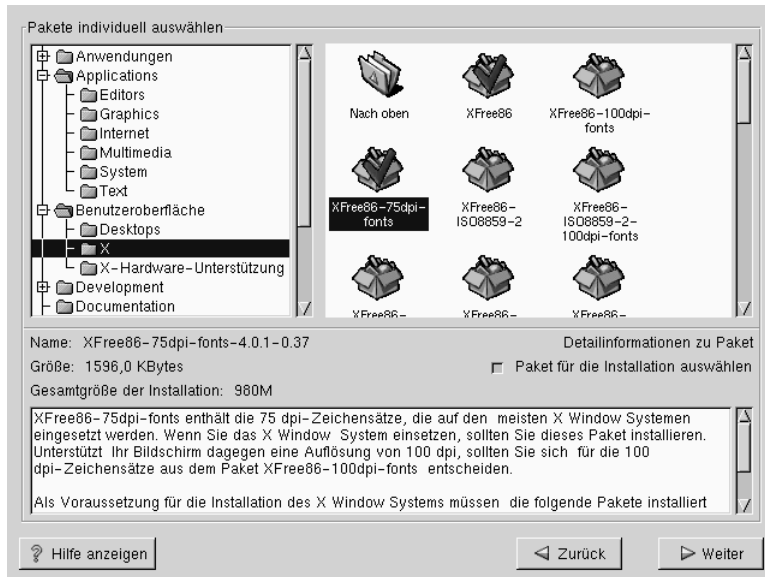 Pakete individuell auswählen
Anwendungen
Applications
Editors
Graphics
Internet
Multimedia
System
Text
Benutzeroberfläche
Desktops
X
X-Hardware-Unterstützung
Development
Documentation
Nach oben
XFree86
XFree86-100dpi-
fonts
XFree86-75dpi-
fonts
XFree86-
ISO8859-2
XFree86-
ISO8859-2-
100dpi-fonts
XFree86-
XFree86-
XFree86-
Name: XFree86-75dpi-fonts-4.0.1-0.37
Detailinformationen zu Paket
Größe: 1596,0 KBytes
Paket für die Installation auswählen
Gesamtgröße der Installation: 980M
XFree86-75dpi-fonts enthält die 75 dpi-Zeichensätze, die auf den meisten X Window Systemen
eingesetzt werden. Wenn Sie das X Window System einsetzen, sollten Sie dieses Paket installieren.
Unterstützt Ihr Bildschirm dagegen eine Auflösung von 100 dpi, sollten Sie sich für die 100
dpi-Zeichensätze aus dem Paket XFree86-100dpi-fonts entscheiden.
Als Voraussetzung für die Installation des X Window Systems müssen die folgende Pakete installiert
Hilfe anzeigen
Zurück
Weiter